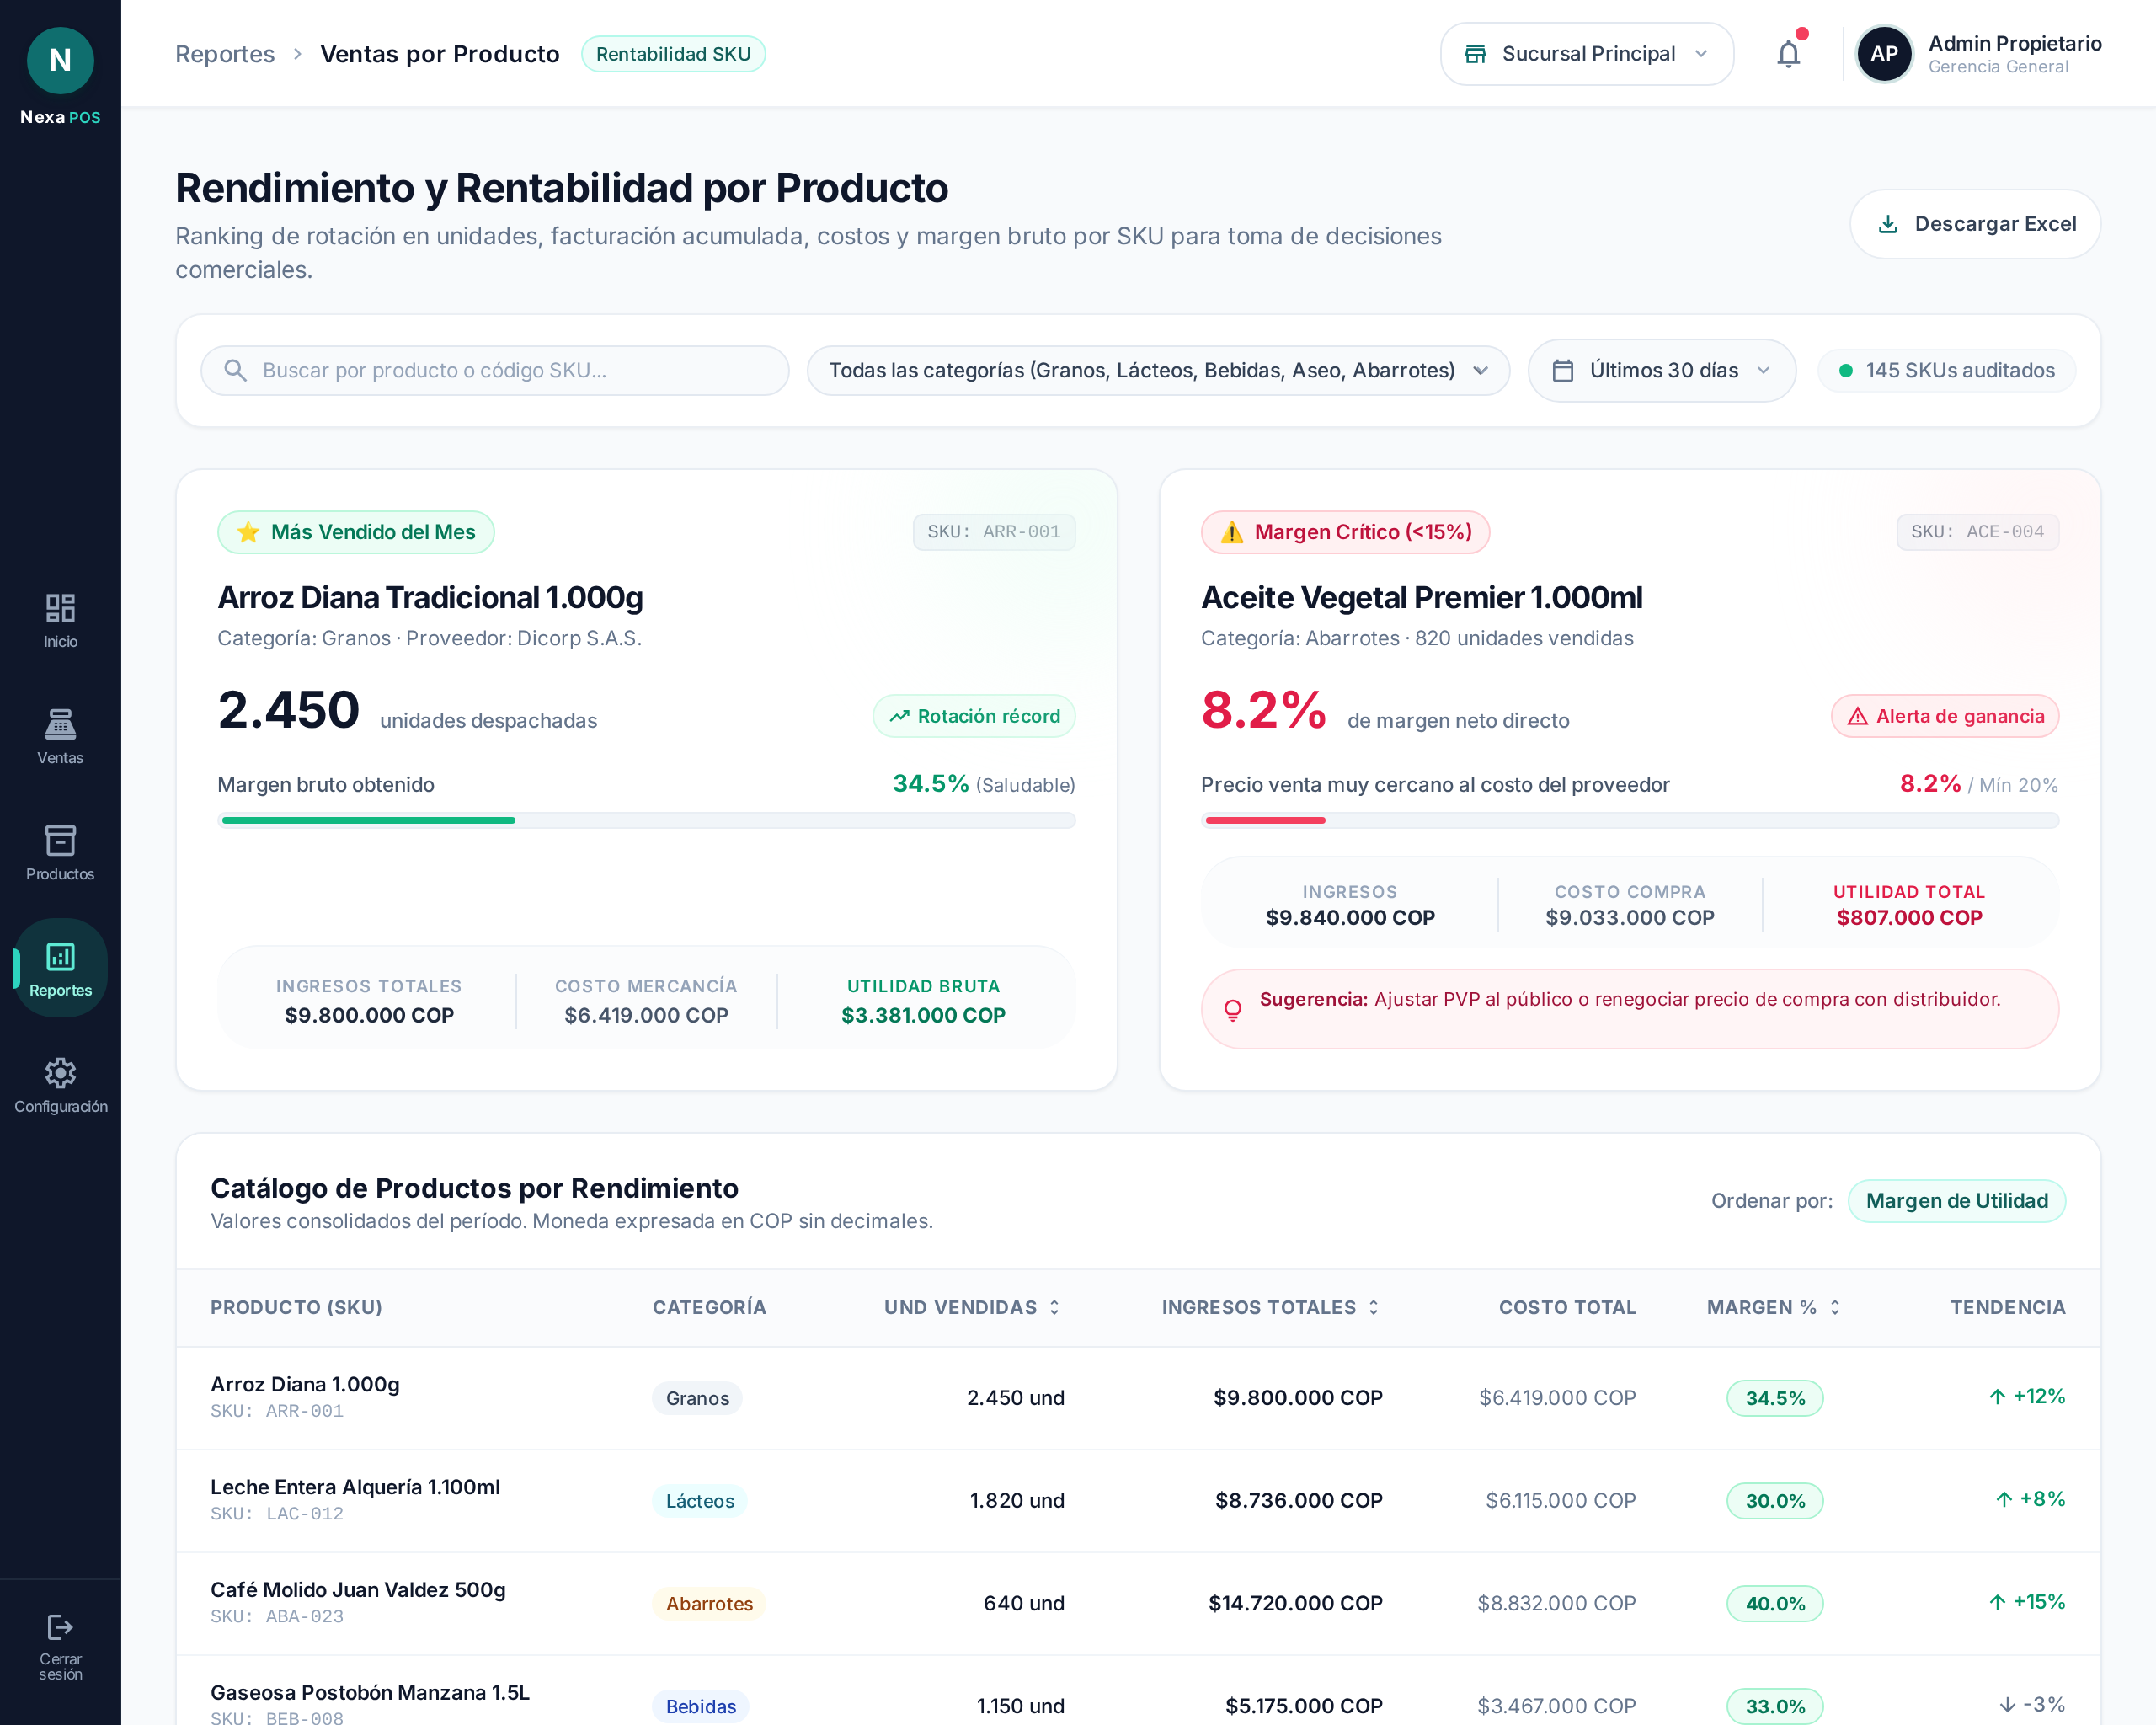 N
Nexa POS
Inicio
Ventas
Productos
Reportes
Configuración
Cerrar
sesión
Reportes
Ventas por Producto
Rentabilidad SKU
Sucursal Principal
AP
Admin Propietario
Gerencia General
Rendimiento y Rentabilidad por Producto
Ranking de rotación en unidades, facturación acumulada, costos y margen bruto por SKU para toma de decisiones
comerciales.
Descargar Excel
Buscar por producto o código SKU...
Todas las categorías (Granos, Lácteos, Bebidas, Aseo, Abarrotes)
Últimos 30 días
145 SKUs auditados
Más Vendido del Mes
SKU: ARR-001
Arroz Diana Tradicional 1.000g
Categoría: Granos · Proveedor: Dicorp S.A.S.
2.450 unidades despachadas
Rotación récord
Margen bruto obtenido
34.5% (Saludable)
INGRESOS TOTALES
$9.800.000 COP
COSTO MERCANCÍA
$6.419.000 COP
UTILIDAD BRUTA
$3.381.000 COP
Margen Crítico (<15%)
SKU: ACE-004
Aceite Vegetal Premier 1.000ml
Categoría: Abarrotes · 820 unidades vendidas
8.2% de margen neto directo
Alerta de ganancia
Precio venta muy cercano al costo del proveedor
8.2% / Mín 20%
INGRESOS
$9.840.000 COP
COSTO COMPRA
$9.033.000 COP
UTILIDAD TOTAL
$807.000 COP
Sugerencia: Ajustar PVP al público o renegociar precio de compra con distribuidor.
Catálogo de Productos por Rendimiento
Valores consolidados del período. Moneda expresada en COP sin decimales.
Ordenar por: Margen de Utilidad
PRODUCTO (SKU) CATEGORÍA UND VENDIDAS INGRESOS TOTALES COSTO TOTAL MARGEN % TENDENCIA
Arroz Diana 1.000g
SKU: ARR-001
Granos 2.450 und $9.800.000 COP $6.419.000 COP 34.5% ↑ +12%
Leche Entera Alquería 1.100ml
SKU: LAC-012
Lácteos 1.820 und $8.736.000 COP $6.115.000 COP 30.0% ↑ +8%
Café Molido Juan Valdez 500g
SKU: ABA-023
Abarrotes 640 und $14.720.000 COP $8.832.000 COP 40.0% ↑ +15%
Gaseosa Postobón Manzana 1.5L
SKU: BEB-008
Bebidas 1.150 und $5.175.000 COP $3.467.000 COP 33.0% ↓ -3%